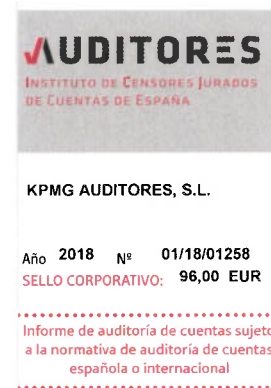 AUDITORES
INSTITUTO DE CENSORES JURADOS
DE CUENTAS DE ESPAÑA
KPMG AUDITORES, S.L.
Año 2018 Nº 01/18/01258
SELLO CORPORATIVO: 96,00 EUR
Informe de auditoría de cuentas sujeto
a la normativa de auditoría de cuentas
española o internacional